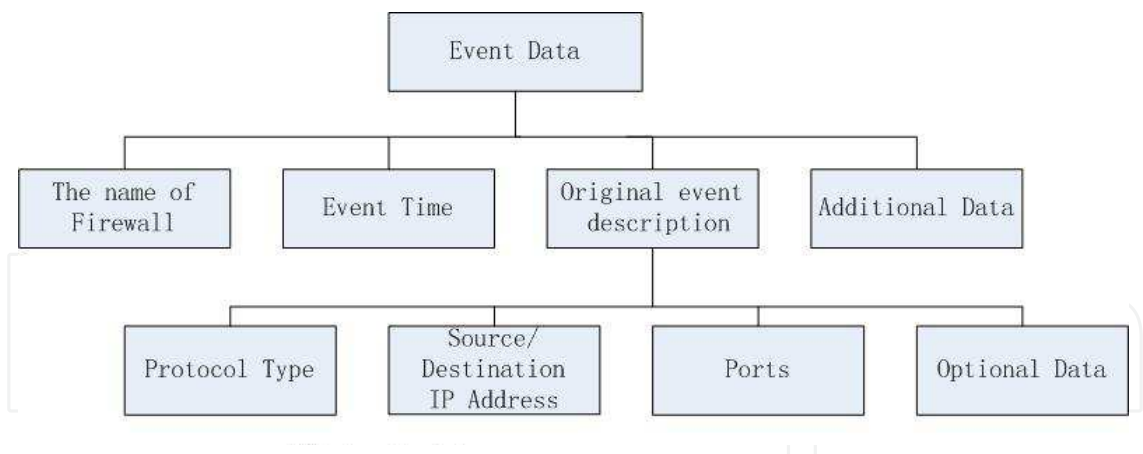 Event Data
The name of
Firewall
Event Time
Original event
description
Additional Data
Protocol Type
Source/
Destination
IP Address
Ports
Optional Data